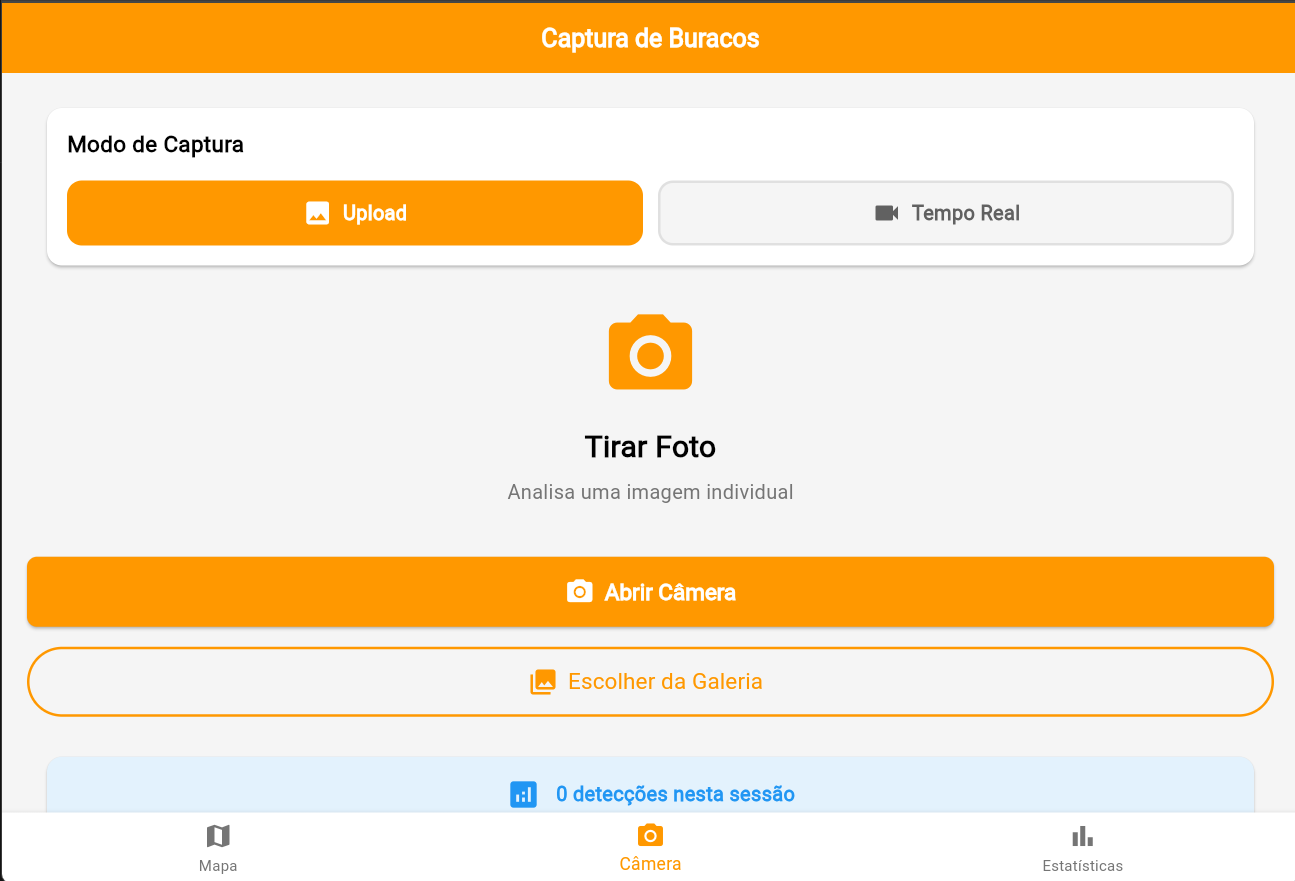 Captura de Buracos
Modo de Captura
Upload
Tempo Real
Tirar Foto
Analisa uma imagem individual
Abrir Câmera
Escolher da Galeria
0 detecções nesta sessão
Mapa
Câmera
Estatísticas